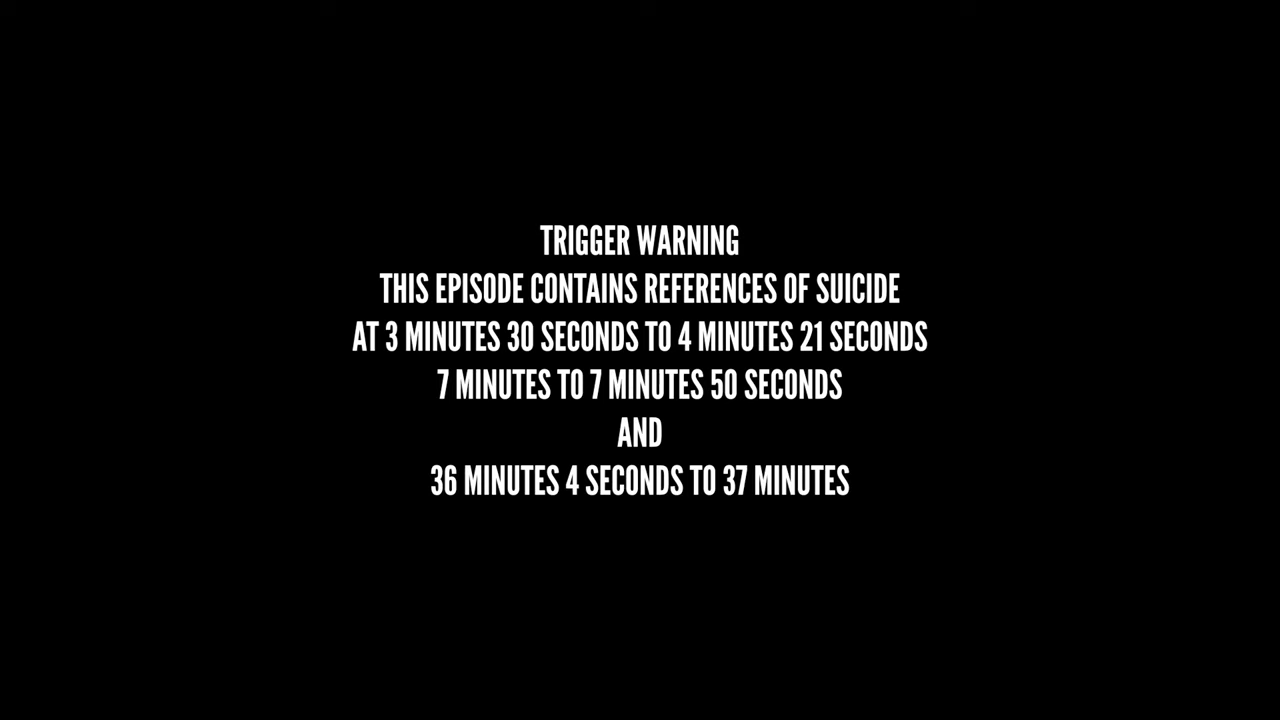 TRIGGER WARNING
THIS EPISODE CONTAINS REFERENCES OF SUICIDE
AT 3 MINUTES 30 SECONDS TO 4 MINUTES 21 SECONDS
7 MINUTES TO 7 MINUTES 50 SECONDS
AND
36 MINUTES 4 SECONDS TO 37 MINUTES